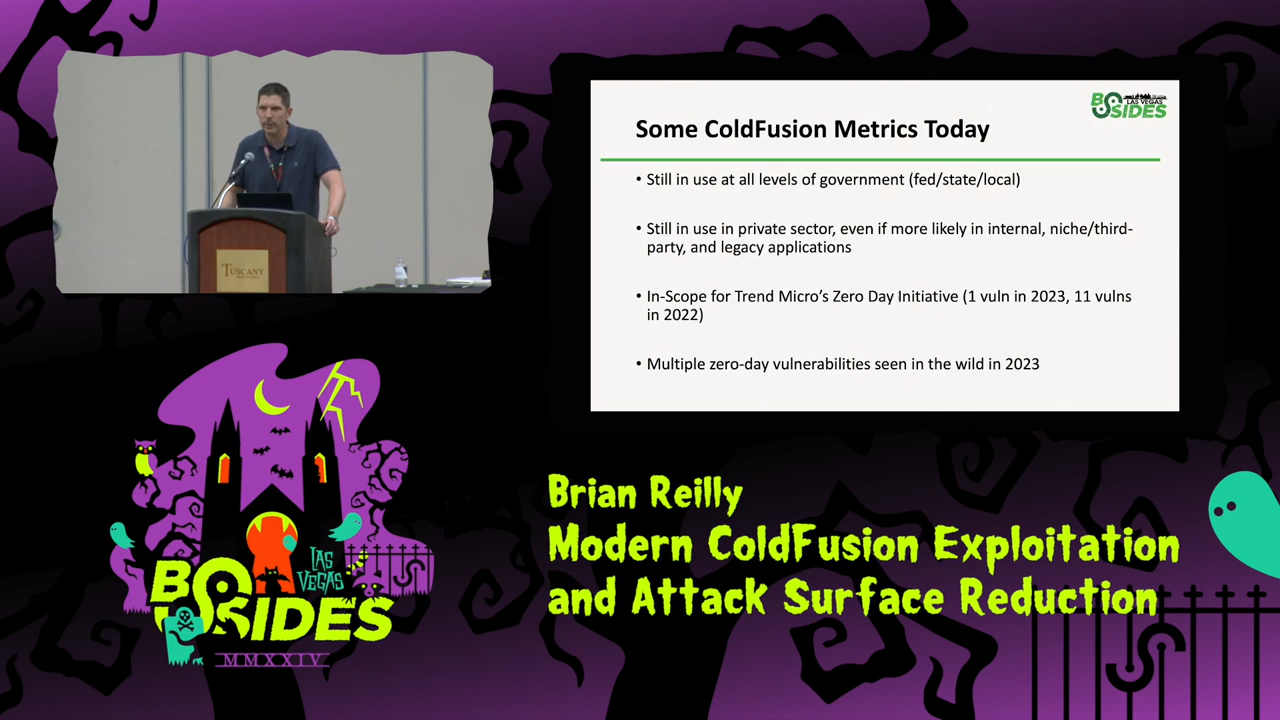 TUSCANY
BSIDES
LAS VEGAS
Some ColdFusion Metrics Today
• Still in use at all levels of government (fed/state/local)
• Still in use in private sector, even if more likely in internal, niche/third-
party, and legacy applications
• In-Scope for Trend Micro’s Zero Day Initiative (1 vuln in 2023, 11 vulns
in 2022)
• Multiple zero-day vulnerabilities seen in the wild in 2023
LAS
VEGAS
BSIDES
MMXXIV
Brian Reilly
Modern ColdFusion Exploitation
and Attack Surface Reduction